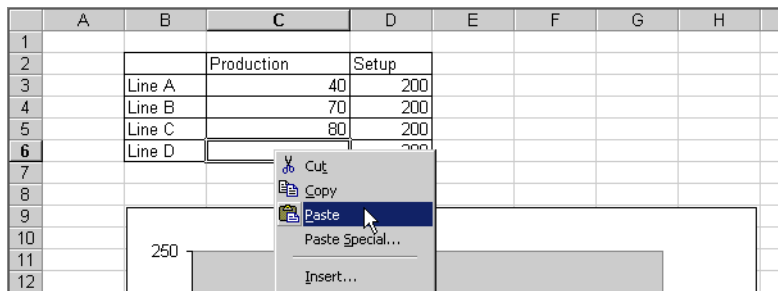 A B C D E F G H
1
2 Production Setup
3 Line A 40 200
4 Line B 70 200
5 Line C 80 200
6 Line D
7 Cut
8 Copy
9 Paste
10 Paste Special...
11 250
12 Insert...